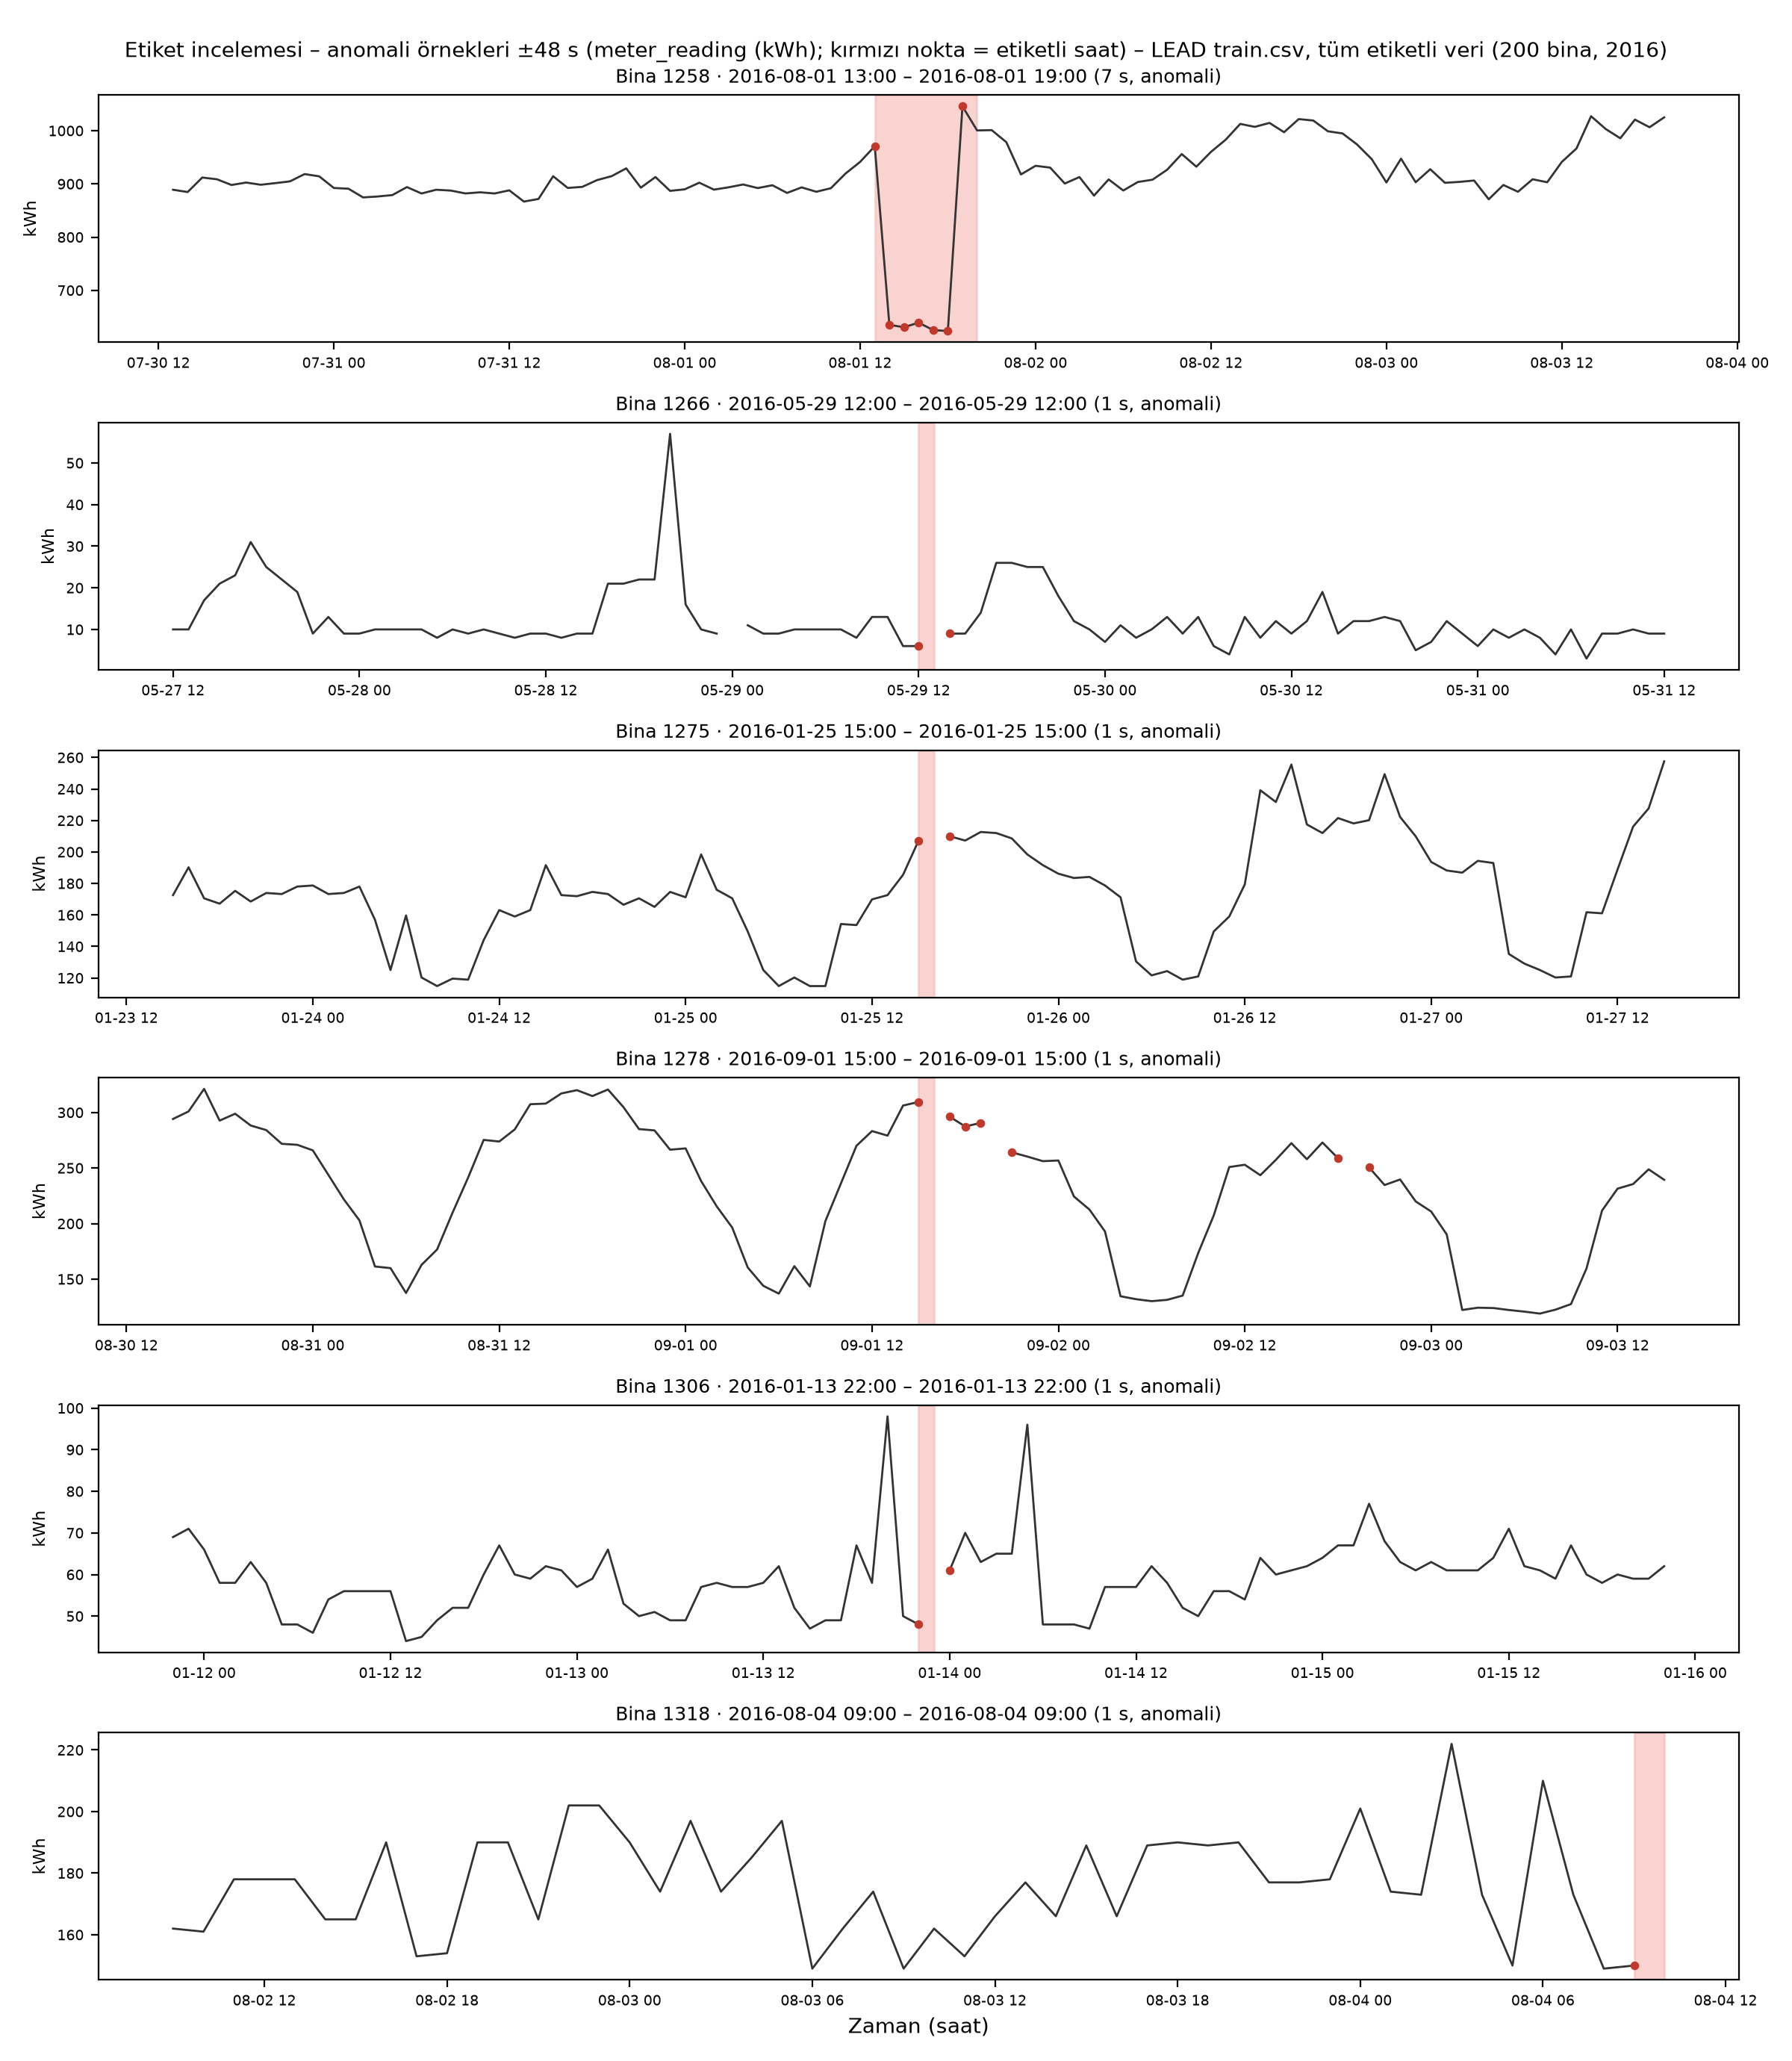 Etiket incelemesi – anomali örnekleri ±48 s (meter_reading (kWh); kırmızı nokta = etiketli saat) – LEAD train.csv, tüm etiketli veri (200 bina, 2016)
Bina 1258 · 2016-08-01 13:00 – 2016-08-01 19:00 (7 s, anomali)
1000
900
800
700
kWh
07-30 12 07-31 00 07-31 12 08-01 00 08-01 12 08-02 00 08-02 12 08-03 00 08-03 12 08-04 00
Bina 1266 · 2016-05-29 12:00 – 2016-05-29 12:00 (1 s, anomali)
50
40
30
20
10
kWh
05-27 12 05-28 00 05-28 12 05-29 00 05-29 12 05-30 00 05-30 12 05-31 00 05-31 12
Bina 1275 · 2016-01-25 15:00 – 2016-01-25 15:00 (1 s, anomali)
260
240
220
200
180
160
140
120
kWh
01-23 12 01-24 00 01-24 12 01-25 00 01-25 12 01-26 00 01-26 12 01-27 00 01-27 12
Bina 1278 · 2016-09-01 15:00 – 2016-09-01 15:00 (1 s, anomali)
300
250
200
150
kWh
08-30 12 08-31 00 08-31 12 09-01 00 09-01 12 09-02 00 09-02 12 09-03 00 09-03 12
Bina 1306 · 2016-01-13 22:00 – 2016-01-13 22:00 (1 s, anomali)
100
90
80
70
60
50
kWh
01-12 00 01-12 12 01-13 00 01-13 12 01-14 00 01-14 12 01-15 00 01-15 12 01-16 00
Bina 1318 · 2016-08-04 09:00 – 2016-08-04 09:00 (1 s, anomali)
220
200
180
160
kWh
08-02 12 08-02 18 08-03 00 08-03 06 08-03 12 08-03 18 08-04 00 08-04 06 08-04 12
Zaman (saat)